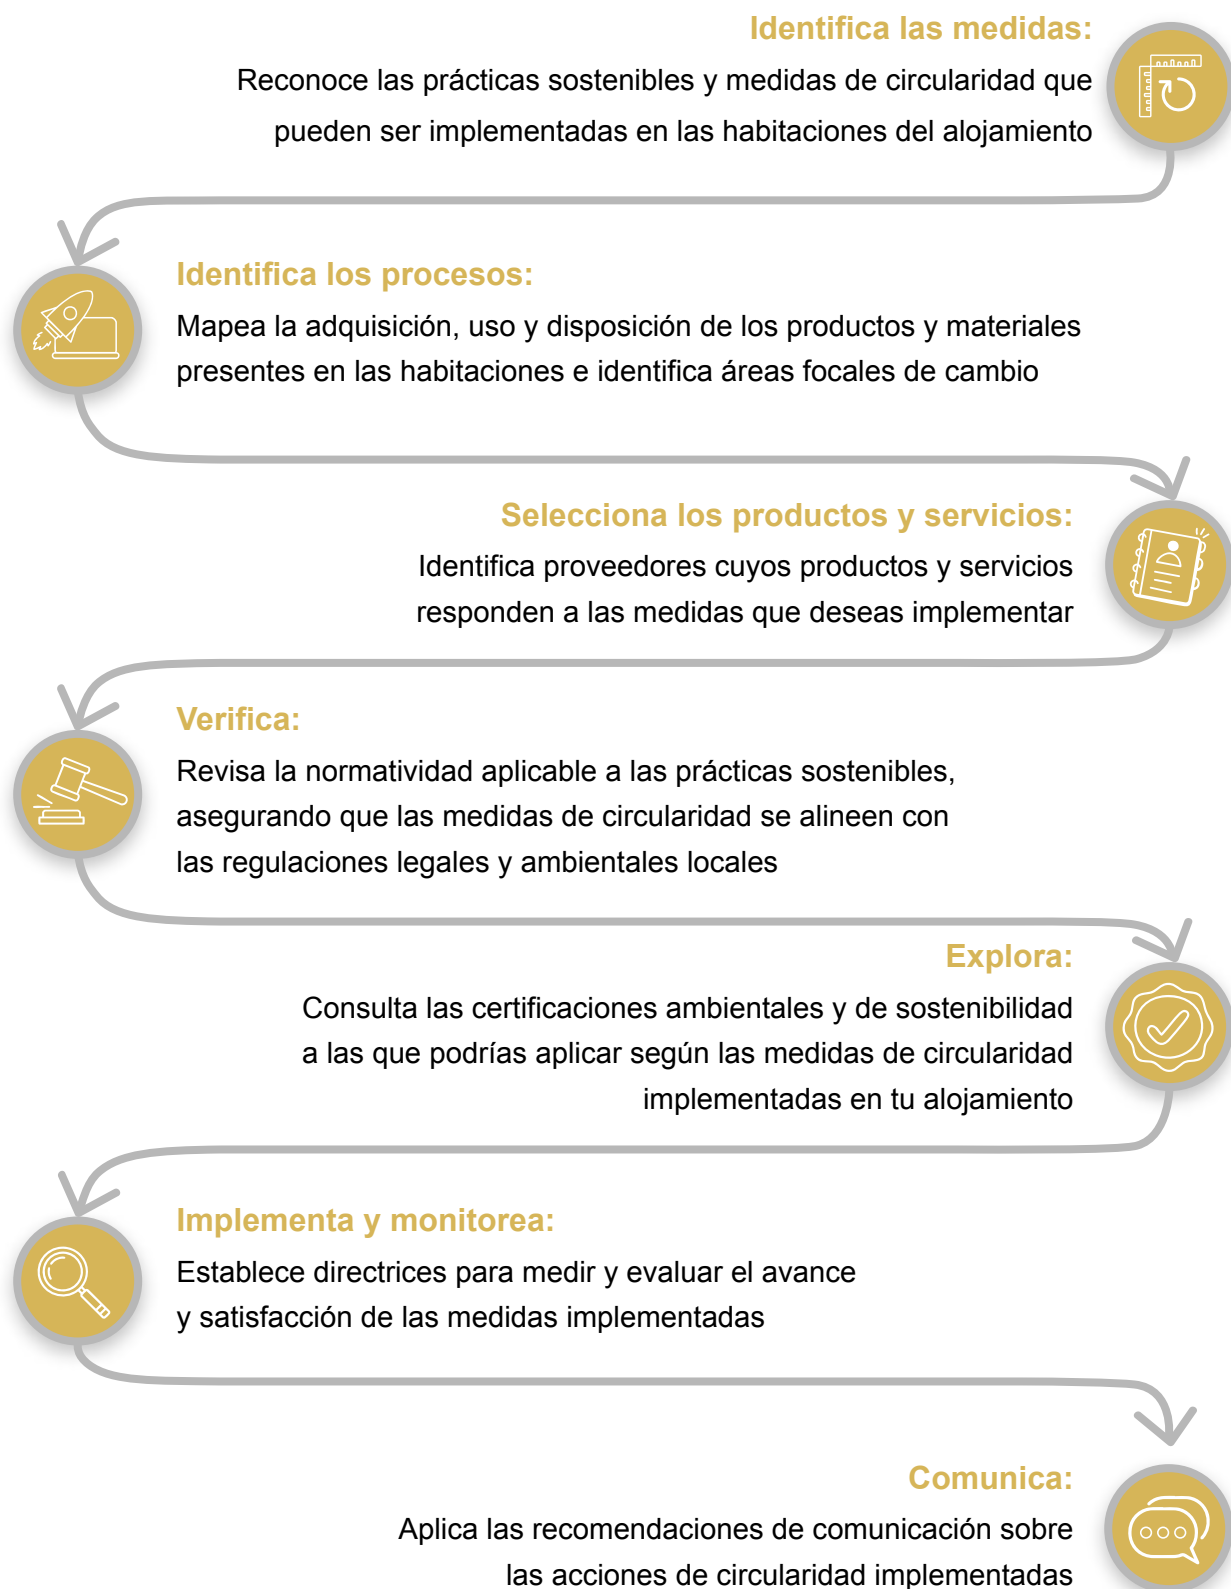 Identifica las medidas:
Reconoce las prácticas sostenibles y medidas de circularidad que
pueden ser implementadas en las habitaciones del alojamiento
Identifica los procesos:
Mapea la adquisición, uso y disposición de los productos y materiales
presentes en las habitaciones e identifica áreas focales de cambio
Selecciona los productos y servicios:
Identifica proveedores cuyos productos y servicios
responden a las medidas que deseas implementar
Verifica:
Revisa la normatividad aplicable a las prácticas sostenibles,
asegurando que las medidas de circularidad se alineen con
las regulaciones legales y ambientales locales
Explora:
Consulta las certificaciones ambientales y de sostenibilidad
a las que podrías aplicar según las medidas de circularidad
implementadas en tu alojamiento
Implementa y monitorea:
Establece directrices para medir y evaluar el avance
y satisfacción de las medidas implementadas
Comunica:
Aplica las recomendaciones de comunicación sobre
las acciones de circularidad implementadas